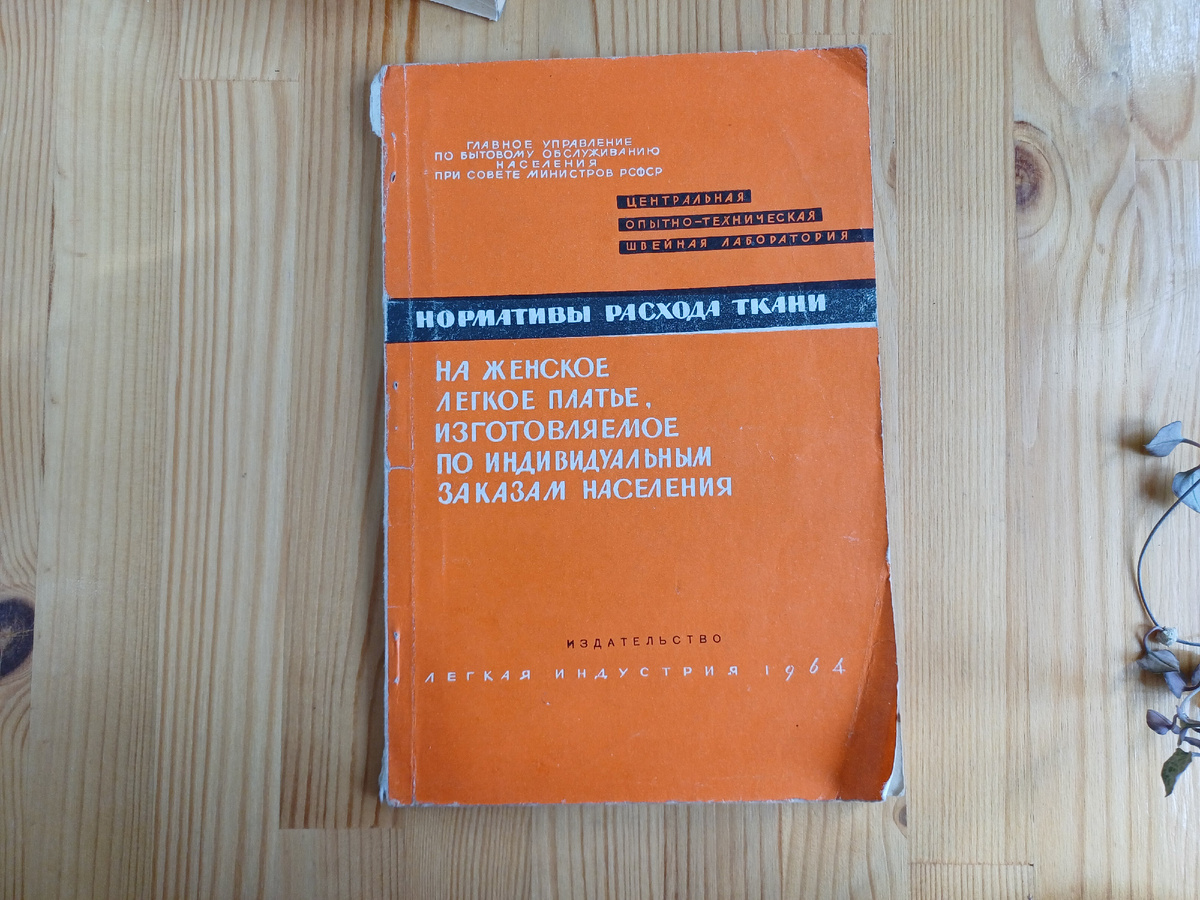 ГЛАВНОЕ УПРАВЛЕНИЕ
ПО БЫТОВОМУ ОБСЛУЖИВАНИЮ
НАСЕЛЕНИЯ
ПРИ СОВЕТЕ МИНИСТРОВ РСФСР
ЦЕНТРАЛЬНАЯ
ОПЫТНО-ТЕХНИЧЕСКАЯ
ШВЕЙНАЯ ЛАБОРАТОРИЯ
НОРМАТИВЫ РАСХОДА ТКАНИ
НА ЖЕНСКОЕ
ЛЕГКОЕ ПЛАТЬЕ,
ИЗГОТОВЛЯЕМОЕ
ПО ИНДИВИДУАЛЬНЫМ
ЗАКАЗАМ НАСЕЛЕНИЯ
ИЗДАТЕЛЬСТВО
ЛЕГКАЯ ИНДУСТРИЯ 1964